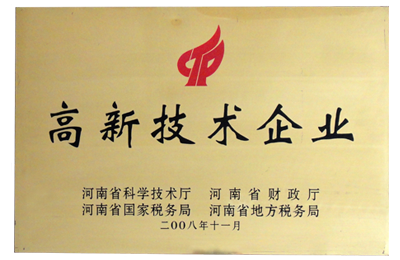 高新技术企业
河南省科学技术厅 河南省财政厅
河南省国家税务局 河南省地方税务局
二〇〇八年十一月